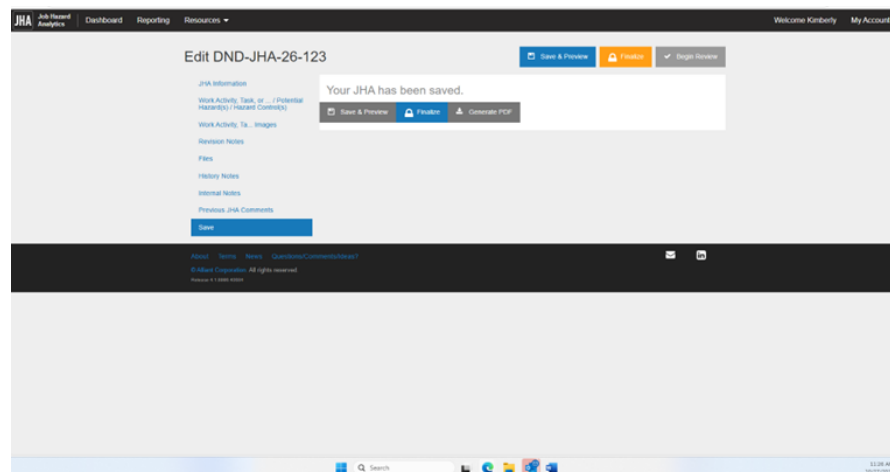 JHA Job Hazard Analytics Dashboard Reporting Resources Welcome Kimberly My Account
Edit DND-JHA-26-123
Save & Preview Finalize Begin Review
JHA Information
Work Activity, Task, or ... / Potential
Hazard(s) / Hazard Control(s)
Work Activity, Ta... Images
Revision Notes
Files
History Notes
Internal Notes
Previous JHA Comments
Save
Your JHA has been saved.
Save & Preview Finalize Generate PDF
About Terms News Questions/Comments/Ideas?
© Alliant Corporation. All rights reserved.
in
Search